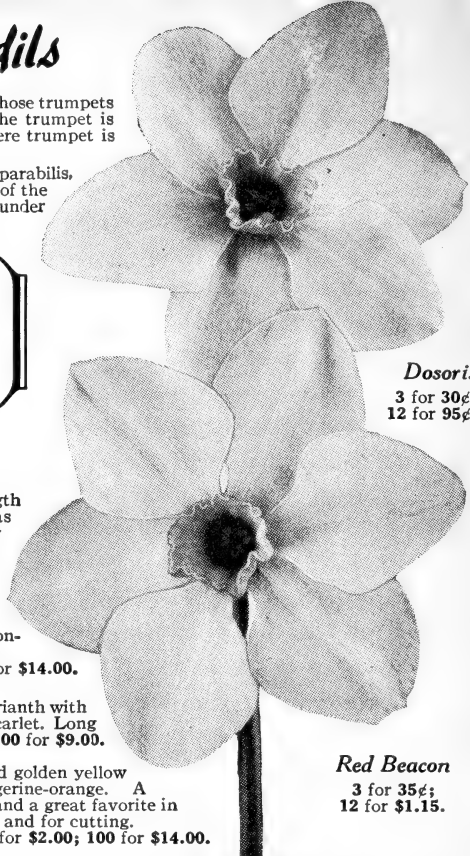 hose trumpets
he trumpet is
ere trumpet is
parabilis,
of the
under
Dosori
3 for 30¢
12 for 95¢
gth
as
on-
or $14.00.
rianth with
carlet. Long
00 for $9.00.
d golden yellow
gerine-orange. A
and a great favorite in
and for cutting.
for $2.00; 100 for $14.00.
Red Beacon
3 for 35¢;
12 for $1.15.